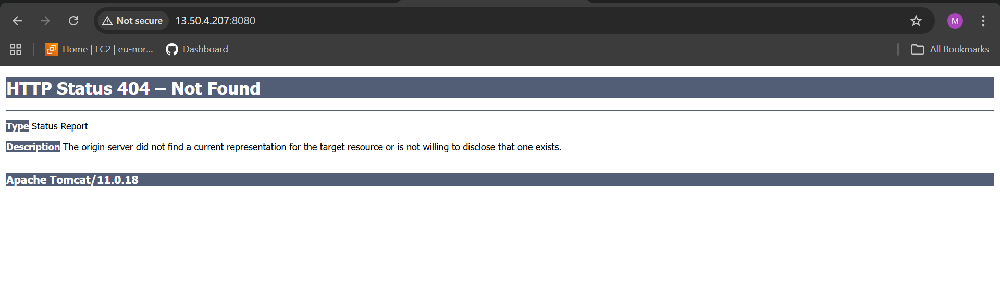 Not secure 13.50.4.207:8080
M
Home | EC2 | eu-nor...
Dashboard
All Bookmarks
HTTP Status 404 – Not Found
Type Status Report
Description The origin server did not find a current representation for the target resource or is not willing to disclose that one exists.
Apache Tomcat/11.0.18